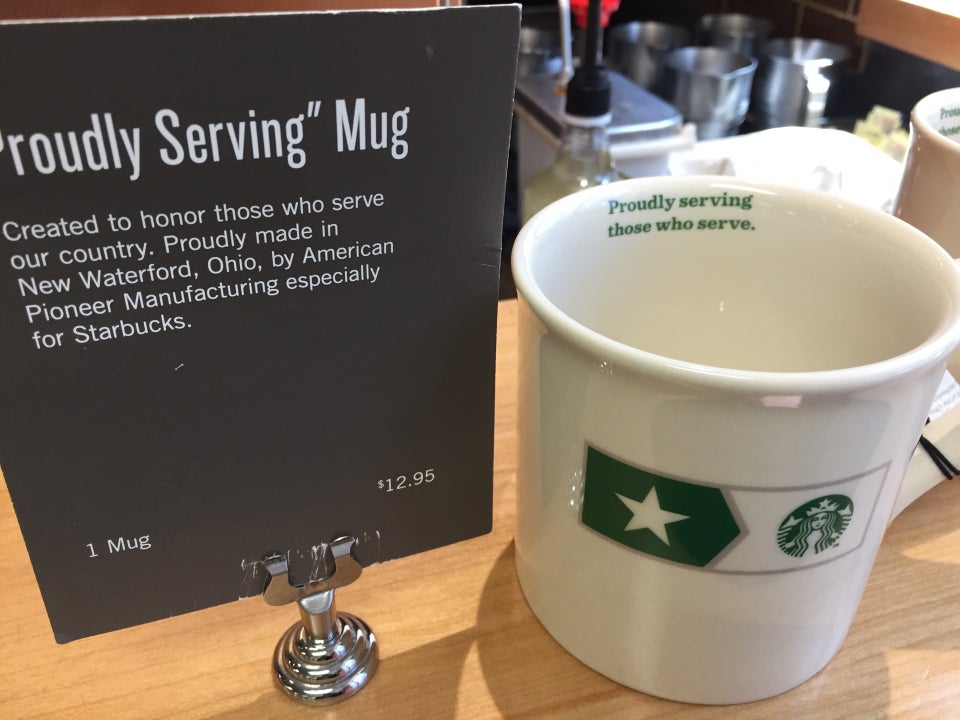 Proudly Serving" Mug
Created to honor those who serve
our country. Proudly made in
New Waterford, Ohio, by American
Pioneer Manufacturing especially
for Starbucks.
$12.95
1 Mug
Proudly serving
those who serve.